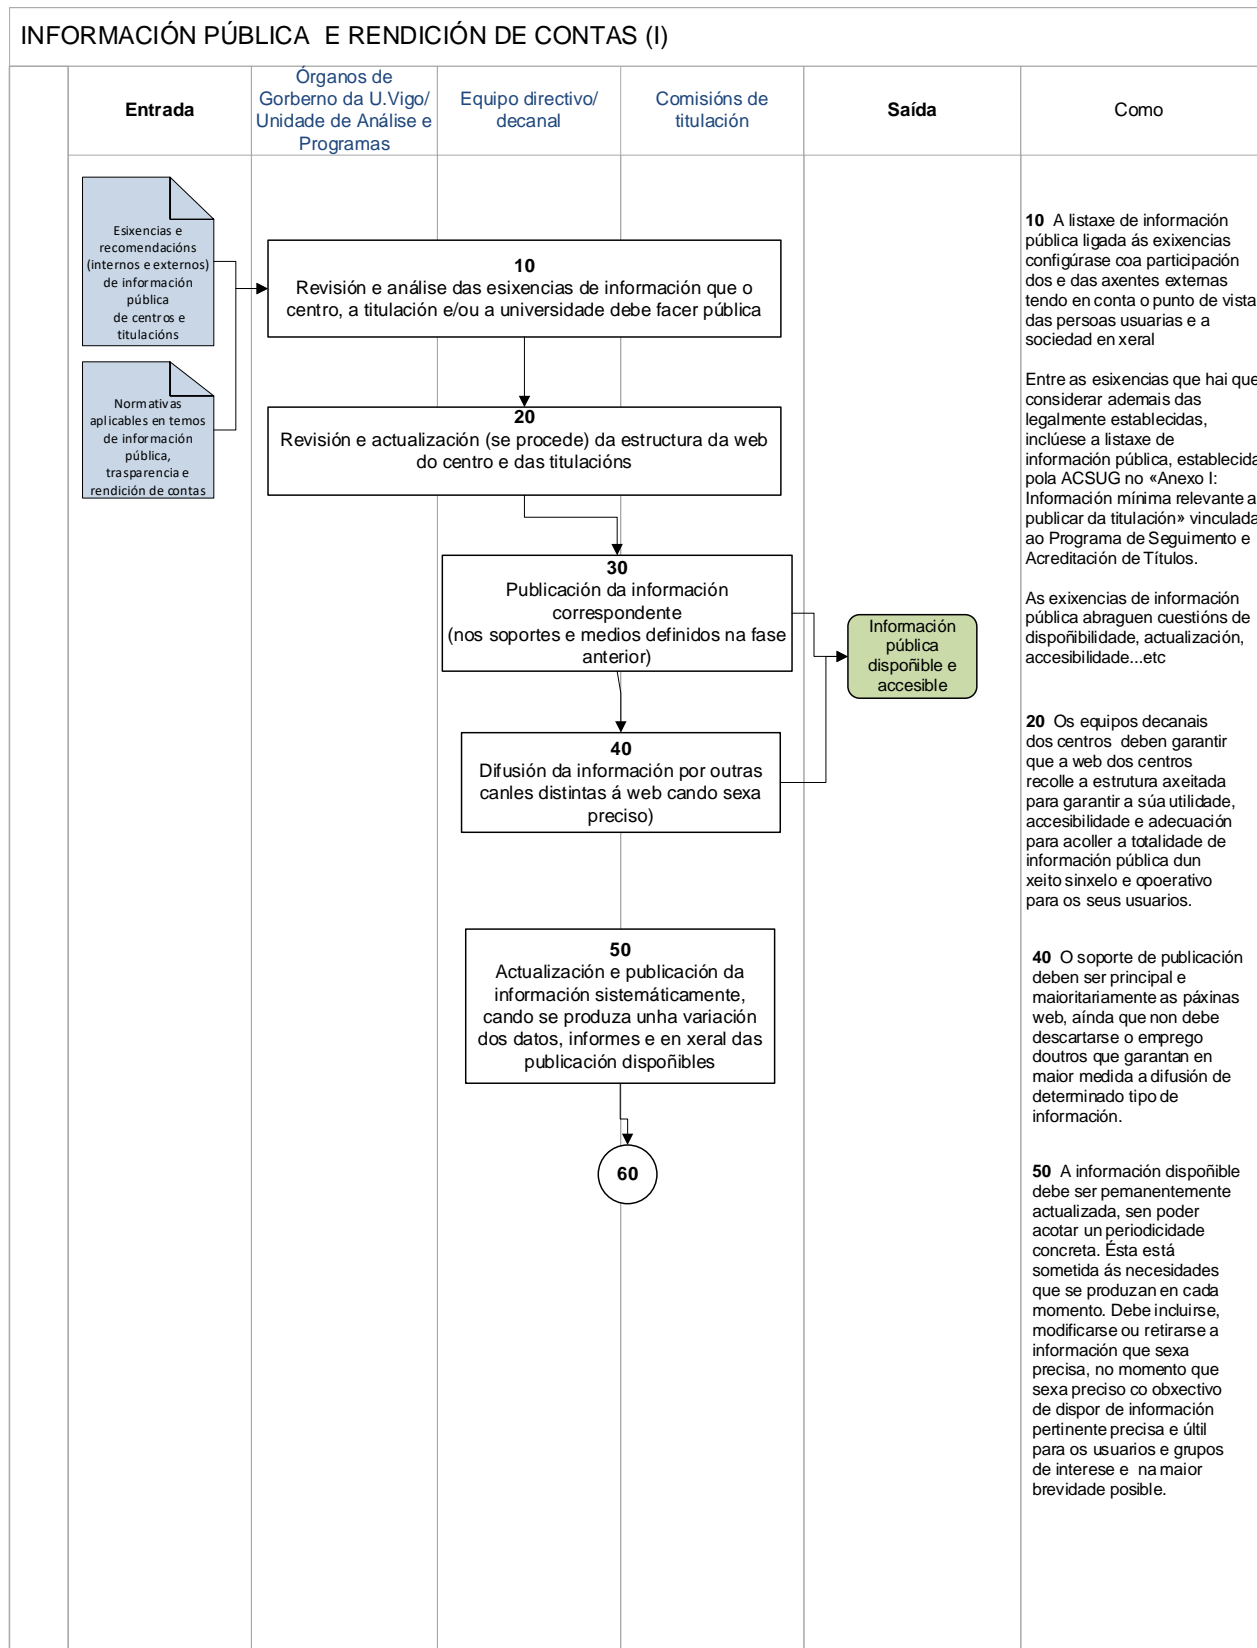 INFORMACIÓN PÚBLICA  E RENDICIÓN DE CONTAS (I)
Entrada
Órganos de
Gorberno da U.Vigo/
Unidade de Análise e
Programas
Equipo directivo/
decanal
Comisións de
titulación
Saída
Como
Esixencias e
recomendacións
(internos e externos)
de información
pública
de centros e
titulacións
Normativas
aplicables en temos
de información
pública,
trasparencia e
rendición de contas
10
Revisión e análise das esixencias de información que o
centro, a titulación e/ou a universidade debe facer pública
20
Revisión e actualización (se procede) da estructura da web
do centro e das titulacións
30
Publicación da información
correspondente
(nos soportes e medios definidos na fase
anterior)
40
Difusión da información por outras
canles distintas á web cando sexa
preciso)
50
Actualización e publicación da
información sistemáticamente,
cando se produza unha variación
dos datos, informes e en xeral das
publicación dispoñibles
60
Información
pública
dispoñible e
accesible
10  A listaxe de información
pública ligada ás exixencias
configúrase coa participación
dos e das axentes externas
tendo en conta o punto de vista
das persoas usuarias e a
sociedad en xeral
Entre as esixencias que hai que
considerar ademais das
legalmente establecidas,
inclúese a listaxe de
información pública, establecida
pola ACSUG no «Anexo I:
Información mínima relevante a
publicar da titulación» vinculada
ao Programa de Seguimento e
Acreditación de Títulos.
As exixencias de información
pública abraguen cuestións de
dispoñibilidade, actualización,
accesibilidade...etc
20  Os equipos decanais
dos centros  deben garantir
que a web dos centros
recolle a estrutura axeitada
para garantir a súa utilidade,
accesibilidade e adecuación
para acoller a totalidade de
información pública dun
xeito sinxelo e opoerativo
para os seus usuarios.
40  O soporte de publicación
deben ser principal e
maioritariamente as páxinas
web, aínda que non debe
descartarse o emprego
doutros que garantan en
maior medida a difusión de
determinado tipo de
información.
50  A información dispoñible
debe ser pemanentemente
actualizada, sen poder
acotar un periodicidade
concreta. Ésta está
sometida ás necesidades
que se produzan en cada
momento. Debe incluirse,
modificarse ou retirarse a
información que sexa
precisa, no momento que
sexa preciso co obxectivo
de dispor de información
pertinente precisa e últil
para os usuarios e grupos
de interese e  na maior
brevidade posible.